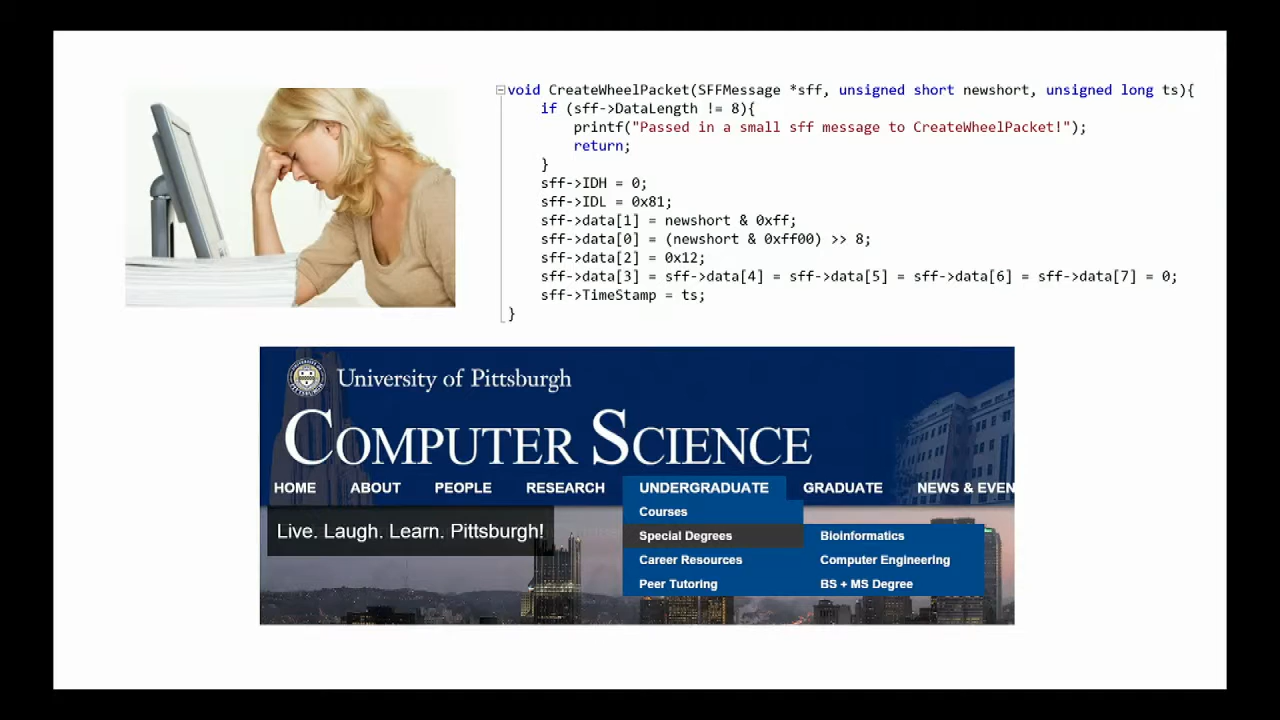 void CreateWheelPacket(SFFMessage *sff, unsigned short newshort, unsigned long ts){
if (sff->DataLength != 8){
printf("Passed in a small sff message to CreateWheelPacket!");
return;
}
sff->IDH = 0;
sff->IDL = 0x81;
sff->data[1] = newshort & 0xff;
sff->data[0] = (newshort & 0xff00) >> 8;
sff->data[2] = 0x12;
sff->data[3] = sff->data[4] = sff->data[5] = sff->data[6] = sff->data[7] = 0;
sff->TimeStamp = ts;
}
University of Pittsburgh
COMPUTER SCIENCE
HOME ABOUT PEOPLE RESEARCH UNDERGRADUATE GRADUATE NEWS & EVEN
Courses
Live. Laugh. Learn. Pittsburgh!
Special Degrees Bioinformatics
Career Resources Computer Engineering
Peer Tutoring BS + MS Degree